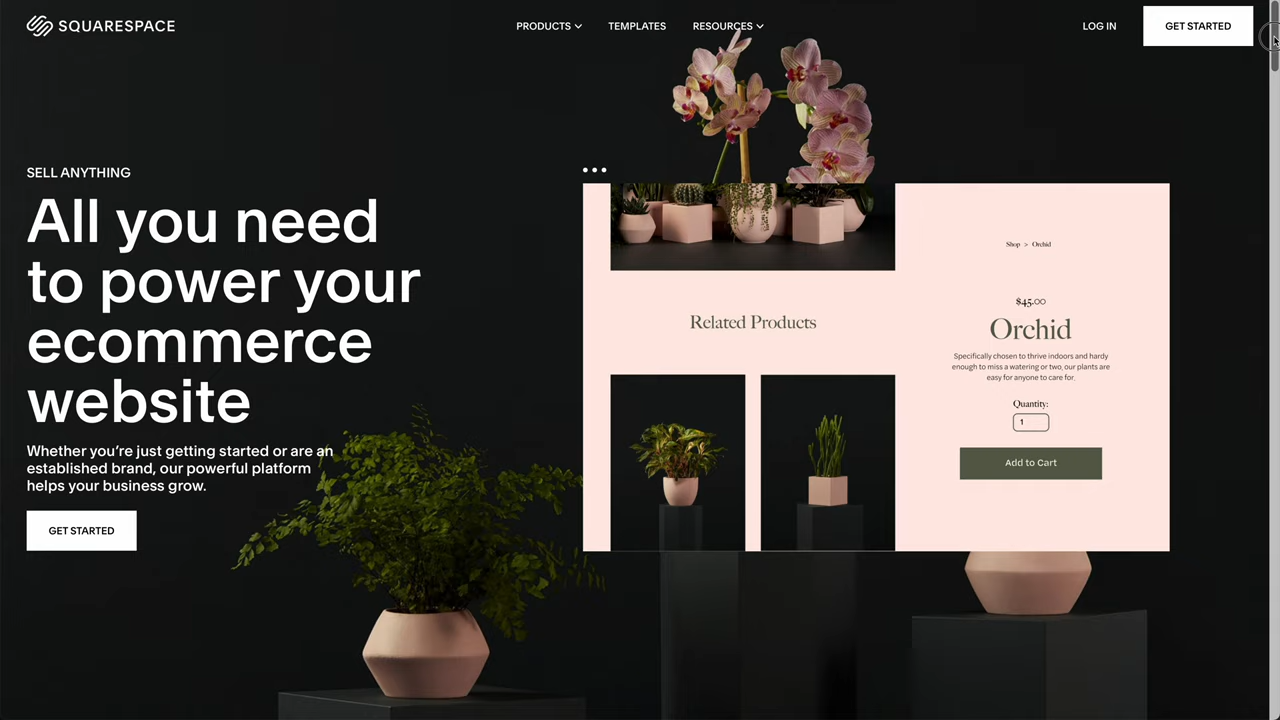 SQUARESPACE
PRODUCTS
TEMPLATES
RESOURCES
LOG IN
GET STARTED
SELL ANYTHING
All you need
to power your
ecommerce
website
Whether you're just getting started or are an
established brand, our powerful platform
helps your business grow.
GET STARTED
Related Products
Shop > Orchid
$45.00
Orchid
Specifically chosen to thrive indoors and hardy
enough to miss a watering or two, our plants are
easy for anyone to care for.
Quantity:
1
Add to Cart